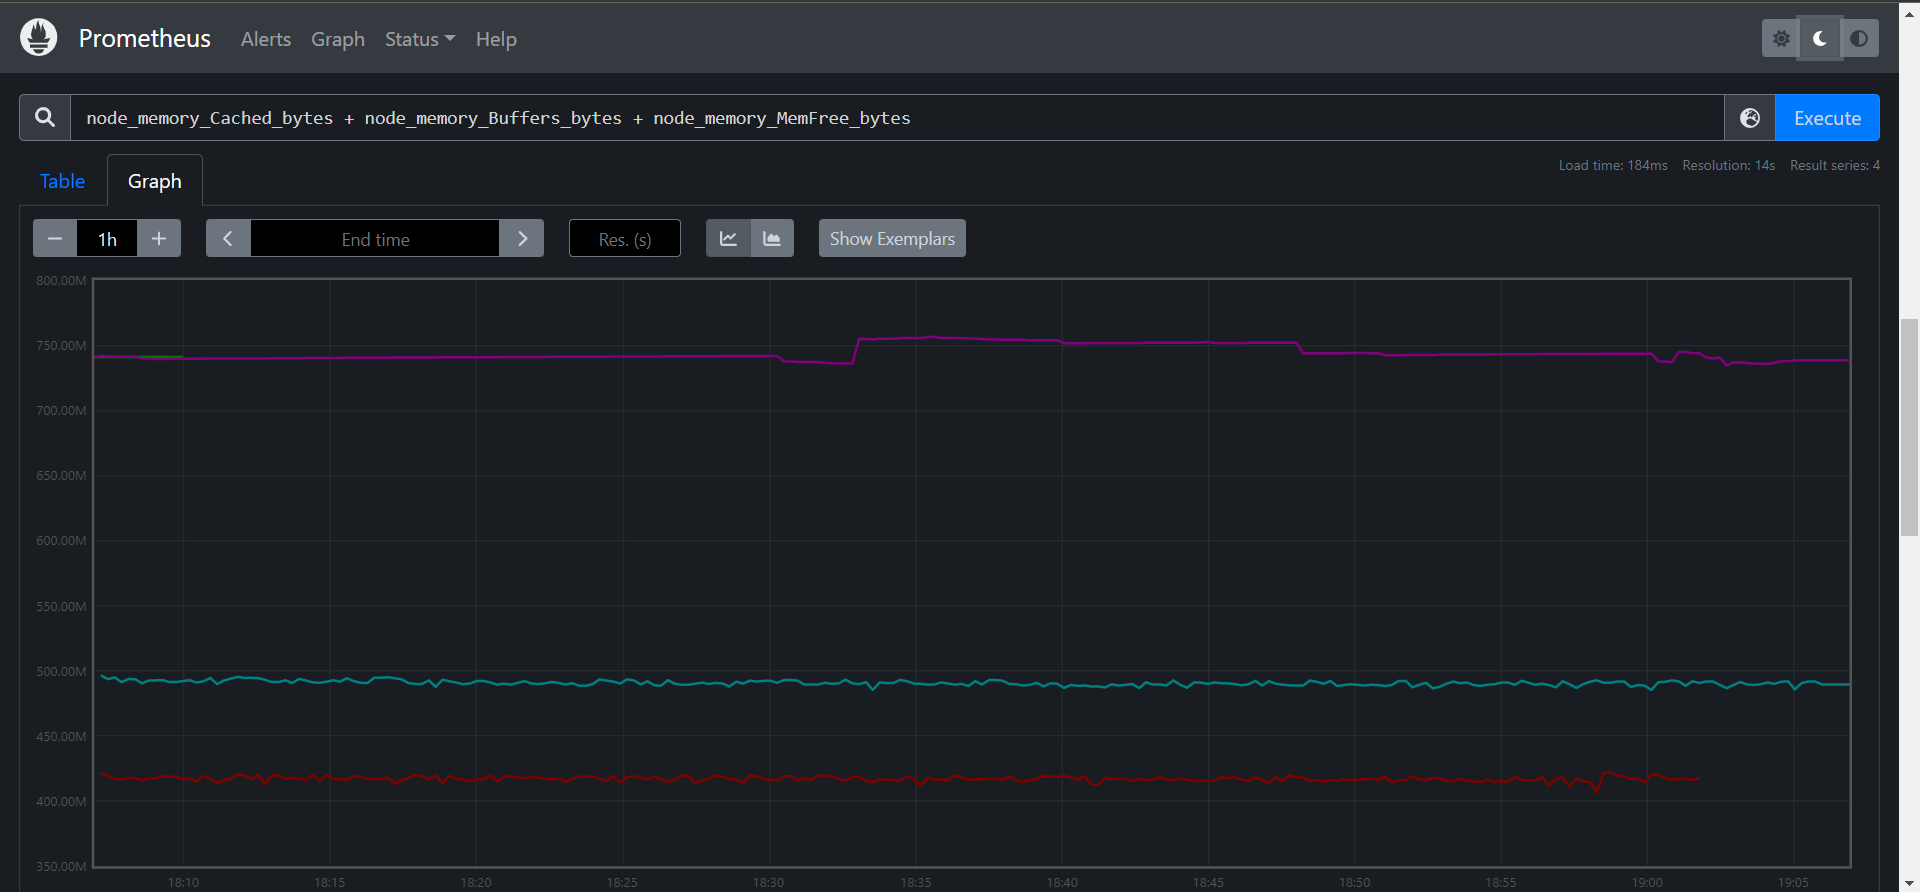 Prometheus Alerts Graph Status Help
node_memory_Cached_bytes + node_memory_Buffers_bytes + node_memory_MemFree_bytes Execute
Load time: 184ms Resolution: 14s Result series: 4
Table Graph
1h End time Res. (s) Show Exemplars
800.00M
750.00M
700.00M
650.00M
600.00M
550.00M
500.00M
450.00M
400.00M
350.00M
18:10 18:15 18:20 18:25 18:30 18:35 18:40 18:45 18:50 18:55 19:00 19:05